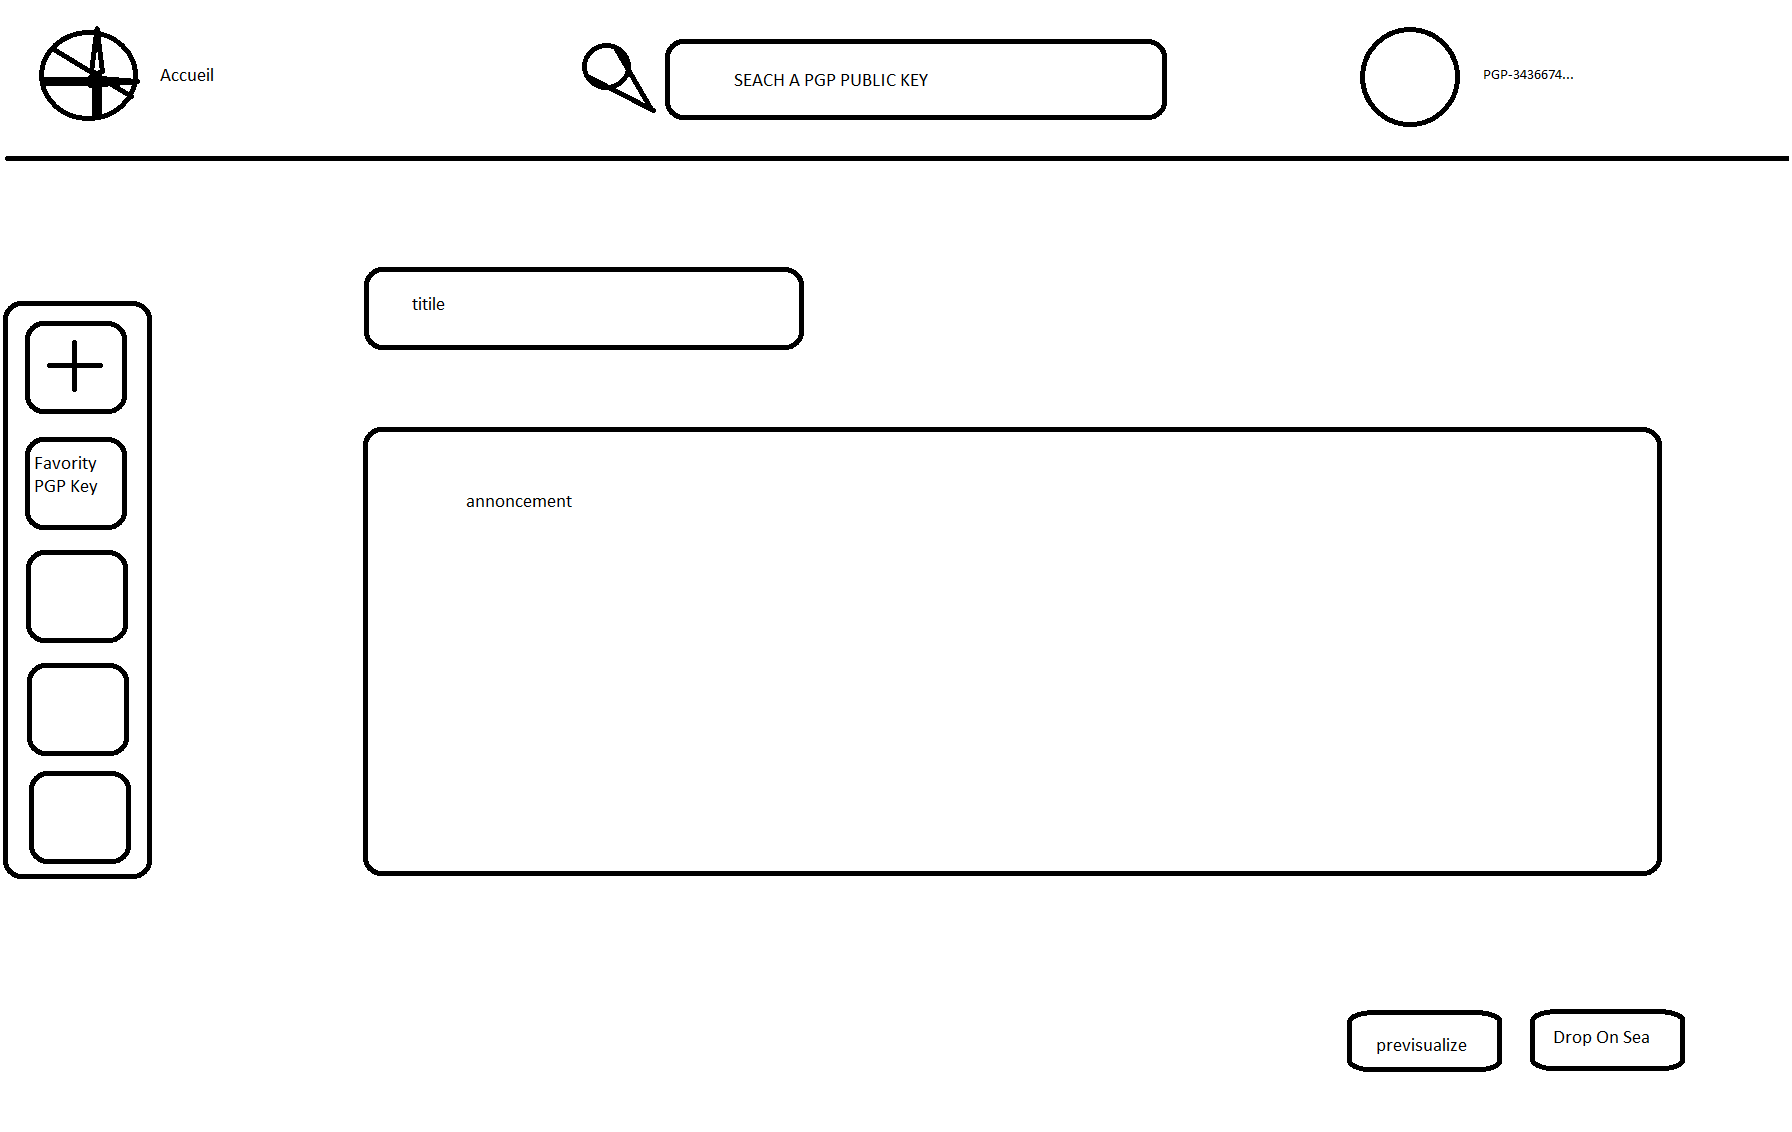 Accueil
SEACH A PGP PUBLIC KEY
PGP-3436674...
titile
Favority
PGP Key
annoncement
previsualize
Drop On Sea